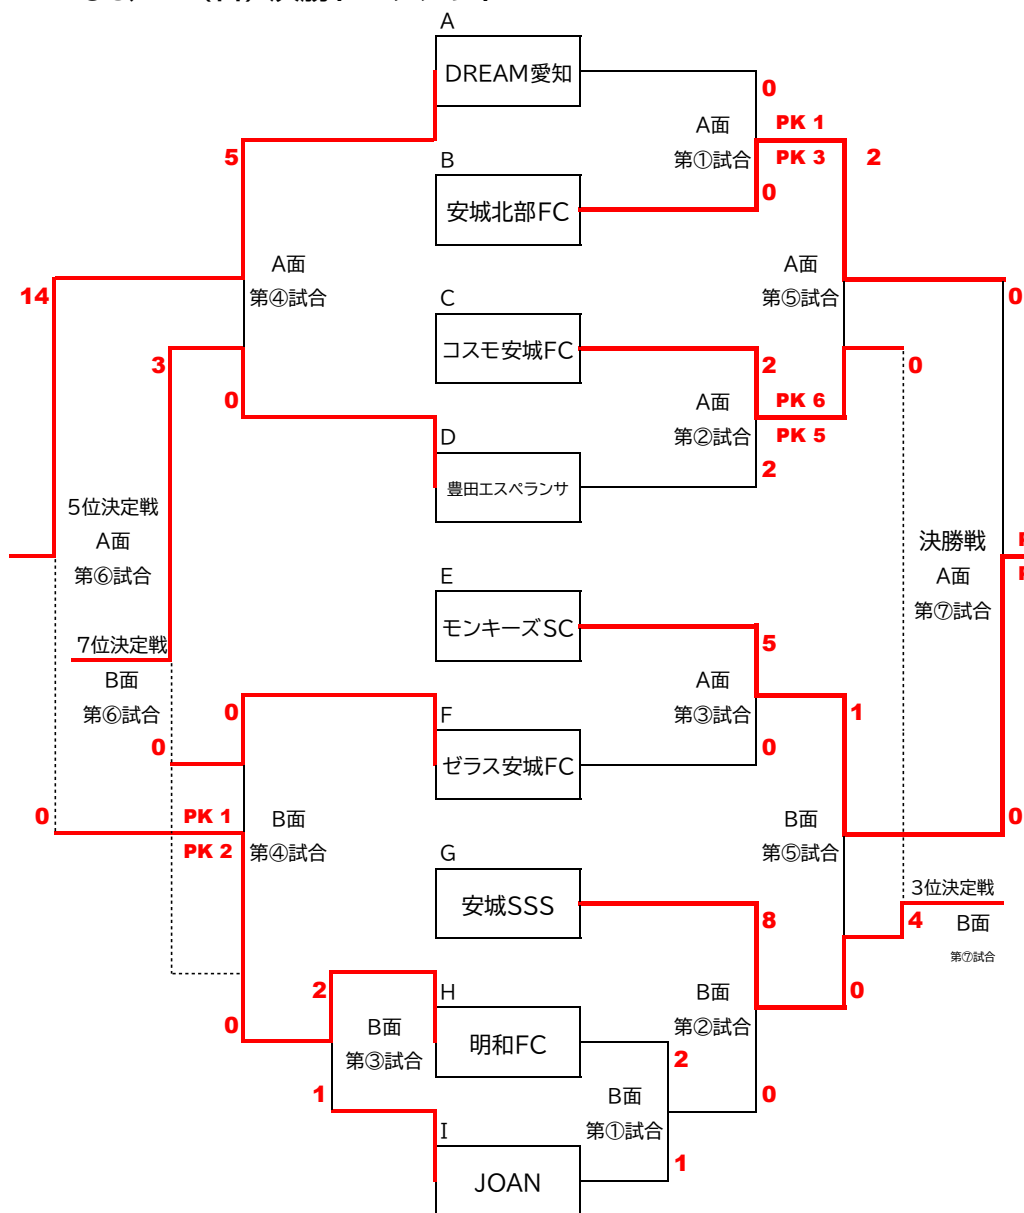 A
DREAM愛知
0
A面
PK 1
第①試合
PK 3
2
5
B
安城北部FC
0
A面
第④試合
A面
第⑤試合
14
0
C
コスモ安城FC
3
2
0
0
A面
PK 6
第②試合
PK 5
D
豊田エスペランサ
2
5位決定戦
A面
第⑥試合
決勝戦
A面
第⑦試合
E
モンキーズSC
5
7位決定戦
B面
第⑥試合
A面
第③試合
0
1
F
ゼラス安城FC
0
0
0
PK 1
PK 2
B面
第④試合
B面
第⑤試合
0
G
安城SSS
8
3位決定戦
4
B面
第⑦試合
2
H
明和FC
B面
第②試合
0
0
B面
第③試合
2
1
B面
第①試合
0
I
JOAN
1